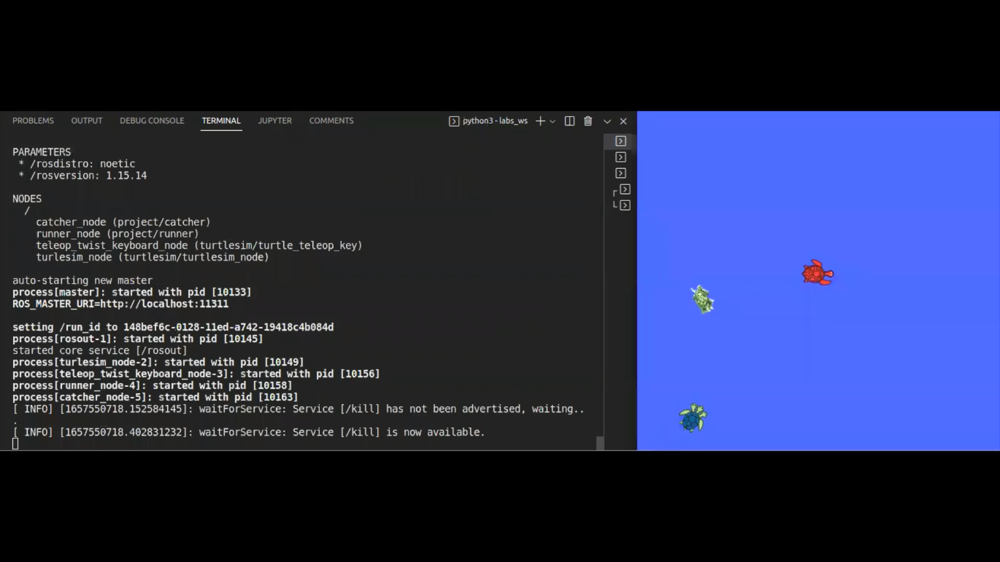 PROBLEMS OUTPUT DEBUG CONSOLE TERMINAL JUPYTER COMMENTS python3 - labs_ws
PARAMETERS
* /rosdistro: noetic
* /rosversion: 1.15.14
NODES
/
catcher_node (project/catcher)
runner_node (project/runner)
teleop_twist_keyboard_node (turtlesim/turtle_teleop_key)
turlesim_node (turtlesim/turtlesim_node)
auto-starting new master
process[master]: started with pid [10133]
ROS_MASTER_URI=http://localhost:11311
setting /run_id to 148bef6c-0128-11ed-a742-19418c4b084d
process[rosout-1]: started with pid [10145]
started core service [/rosout]
process[turlesim_node-2]: started with pid [10149]
process[teleop_twist_keyboard_node-3]: started with pid [10156]
process[runner_node-4]: started with pid [10158]
process[catcher_node-5]: started with pid [10163]
[ INFO] [1657550718.152584145]: waitForService: Service [/kill] has not been advertised, waiting..
.
[ INFO] [1657550718.402831232]: waitForService: Service [/kill] is now available.